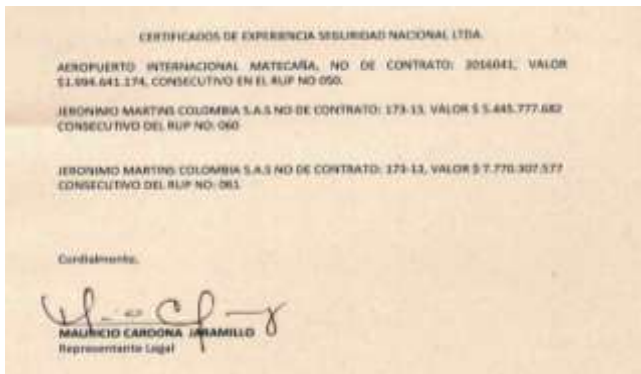 CERTIFICADOS DE EXPERIENCIA SEGURIDAD NACIONAL LTDA.
AEROPUERTO INTERNACIONAL MATECAÑA, NO DE CONTRATO: 2016041, VALOR
$1.694.641.174, CONSECUTIVO EN EL RUP NO 050.
JERONIMO MARTINS COLOMBIA S.A.S NO DE CONTRATO: 173-13, VALOR $ 5.445.777.682
CONSECUTIVO DEL RUP NO: 060
JERONIMO MARTINS COLOMBIA S.A.S NO DE CONTRATO: 173-13, VALOR $ 7.770.307.577
CONSECUTIVO DEL RUP NO: 061
Cordialmente,
MAURICIO CARDONA JARAMILLO
Representante Legal